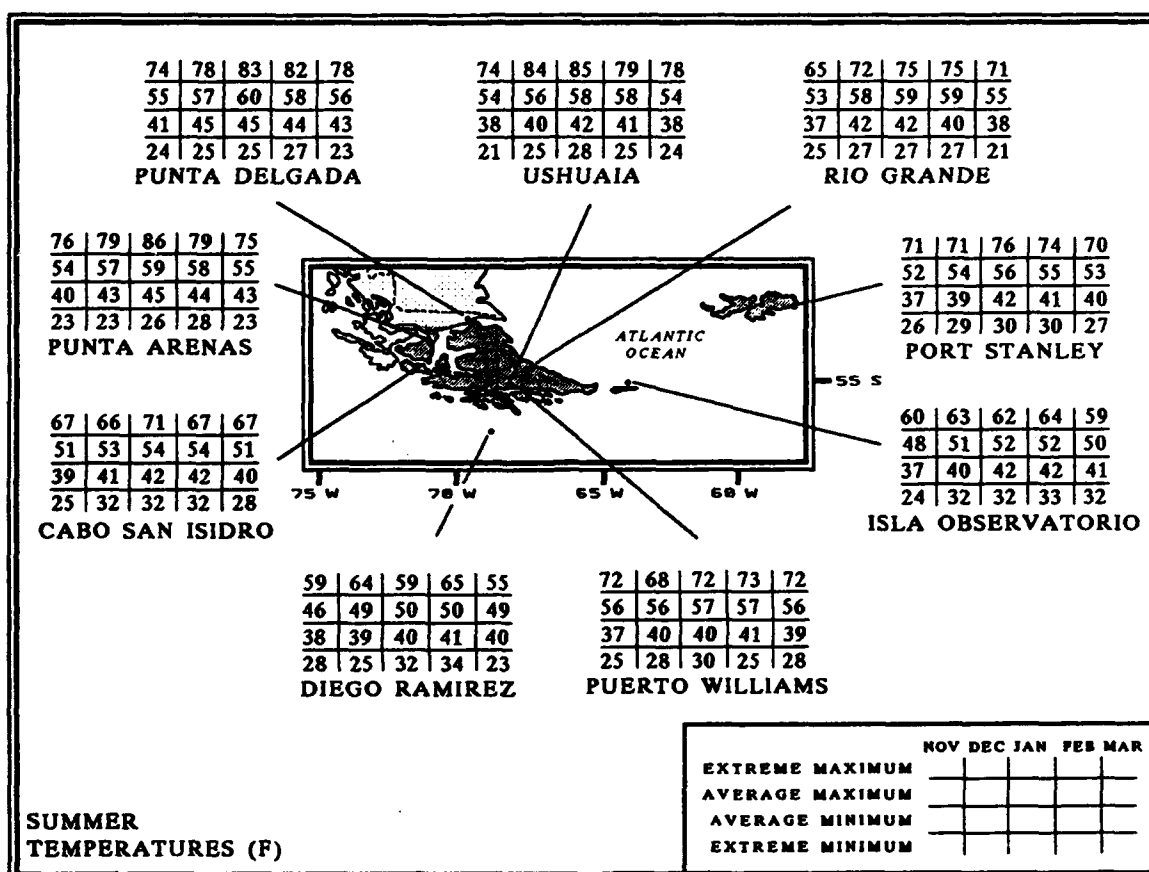 74 | 78 | 83 | 82 | 78
55 | 57 | 60 | 58 | 56
41 | 45 | 45 | 44 | 43
24 | 25 | 25 | 27 | 23
PUNTA DELGADA
74 | 84 | 85 | 79 | 78
54 | 56 | 58 | 58 | 54
38 | 40 | 42 | 41 | 38
21 | 25 | 28 | 25 | 24
USHUAIA
65 | 72 | 75 | 75 | 71
53 | 58 | 59 | 59 | 55
37 | 42 | 42 | 40 | 38
25 | 27 | 27 | 27 | 21
RIO GRANDE
76 | 79 | 86 | 79 | 75
54 | 57 | 59 | 58 | 55
40 | 43 | 45 | 44 | 43
23 | 23 | 26 | 28 | 23
PUNTA ARENAS
71 | 71 | 76 | 74 | 70
52 | 54 | 56 | 55 | 53
37 | 39 | 42 | 41 | 40
26 | 29 | 30 | 30 | 27
PORT STANLEY
ATLANTIC
OCEAN
55 S
67 | 66 | 71 | 67 | 67
51 | 53 | 54 | 54 | 51
39 | 41 | 42 | 42 | 40
25 | 32 | 32 | 32 | 28
CABO SAN ISIDRO
60 | 63 | 62 | 64 | 59
48 | 51 | 52 | 52 | 50
37 | 40 | 42 | 42 | 41
24 | 32 | 32 | 33 | 32
ISLA OBSERVATORIO
75 W 70 W 65 W 60 W
59 | 64 | 59 | 65 | 55
46 | 49 | 50 | 50 | 49
38 | 39 | 40 | 41 | 40
28 | 25 | 32 | 34 | 23
DIEGO RAMIREZ
72 | 68 | 72 | 73 | 72
56 | 56 | 57 | 57 | 56
37 | 40 | 40 | 41 | 39
25 | 28 | 30 | 25 | 28
PUERTO WILLIAMS
NOV DEC JAN FEB MAR
EXTREME MAXIMUM
AVERAGE MAXIMUM
AVERAGE MINIMUM
EXTREME MINIMUM
SUMMER
TEMPERATURES (F)